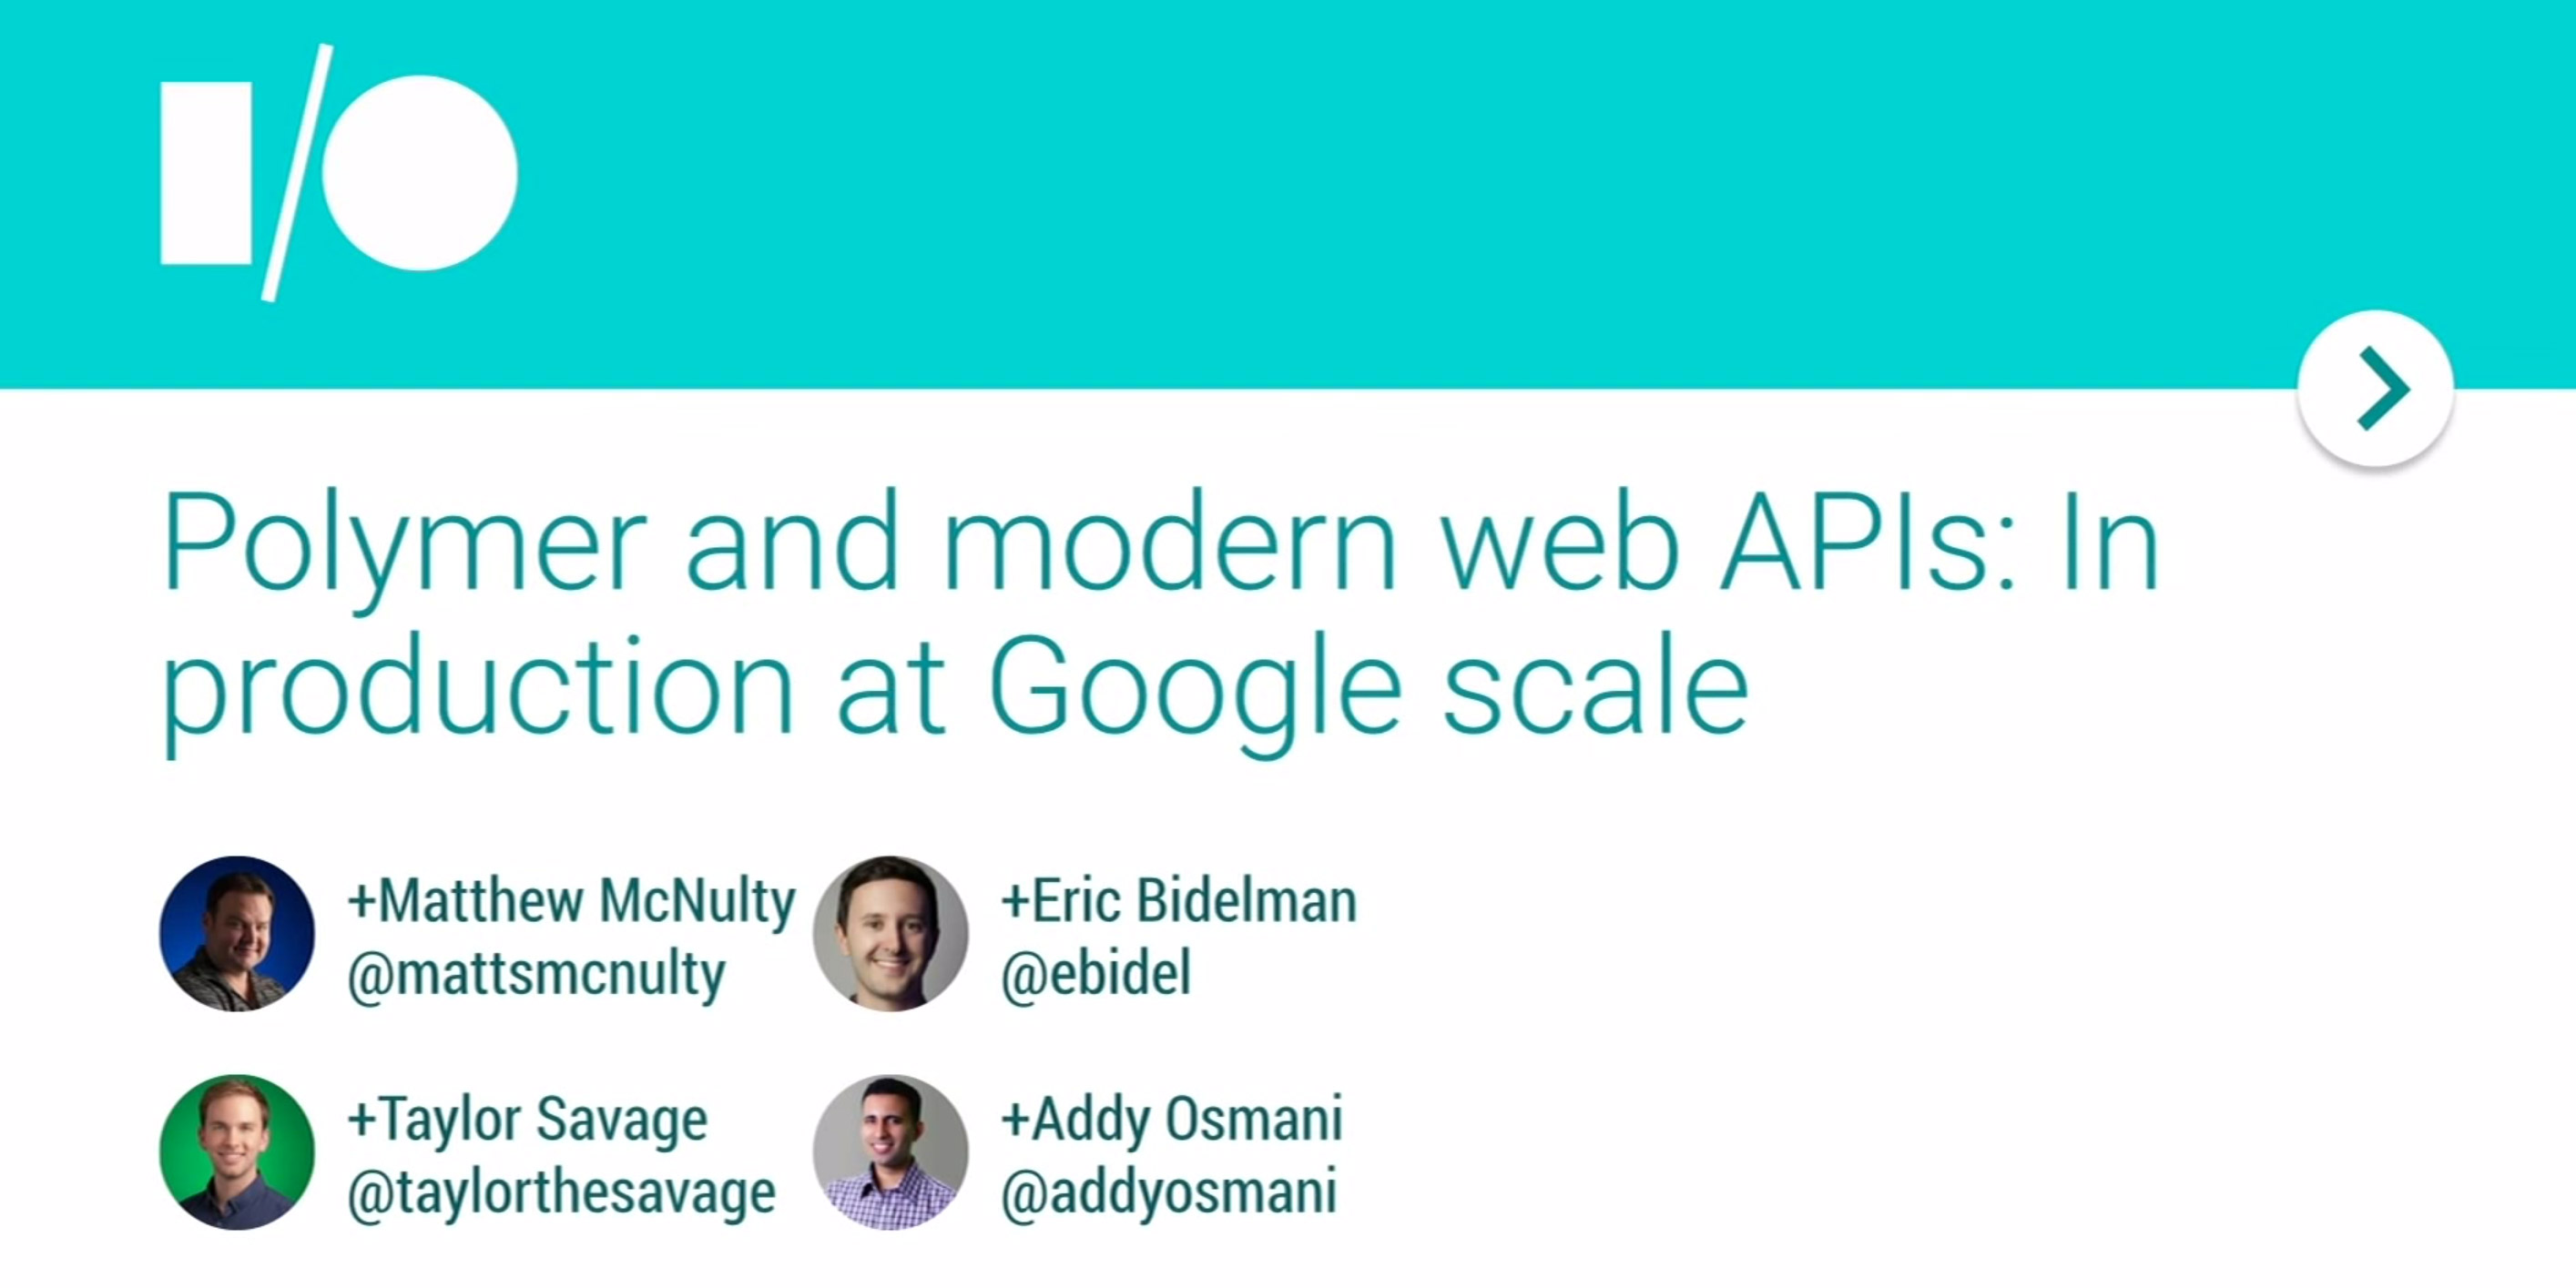 I/O
Polymer and modern web APIs: In
production at Google scale
+Matthew McNulty
@mattsmcnulty
+Eric Bidelman
@ebidel
+Taylor Savage
@taylorthesavage
+Addy Osmani
@addyosmani